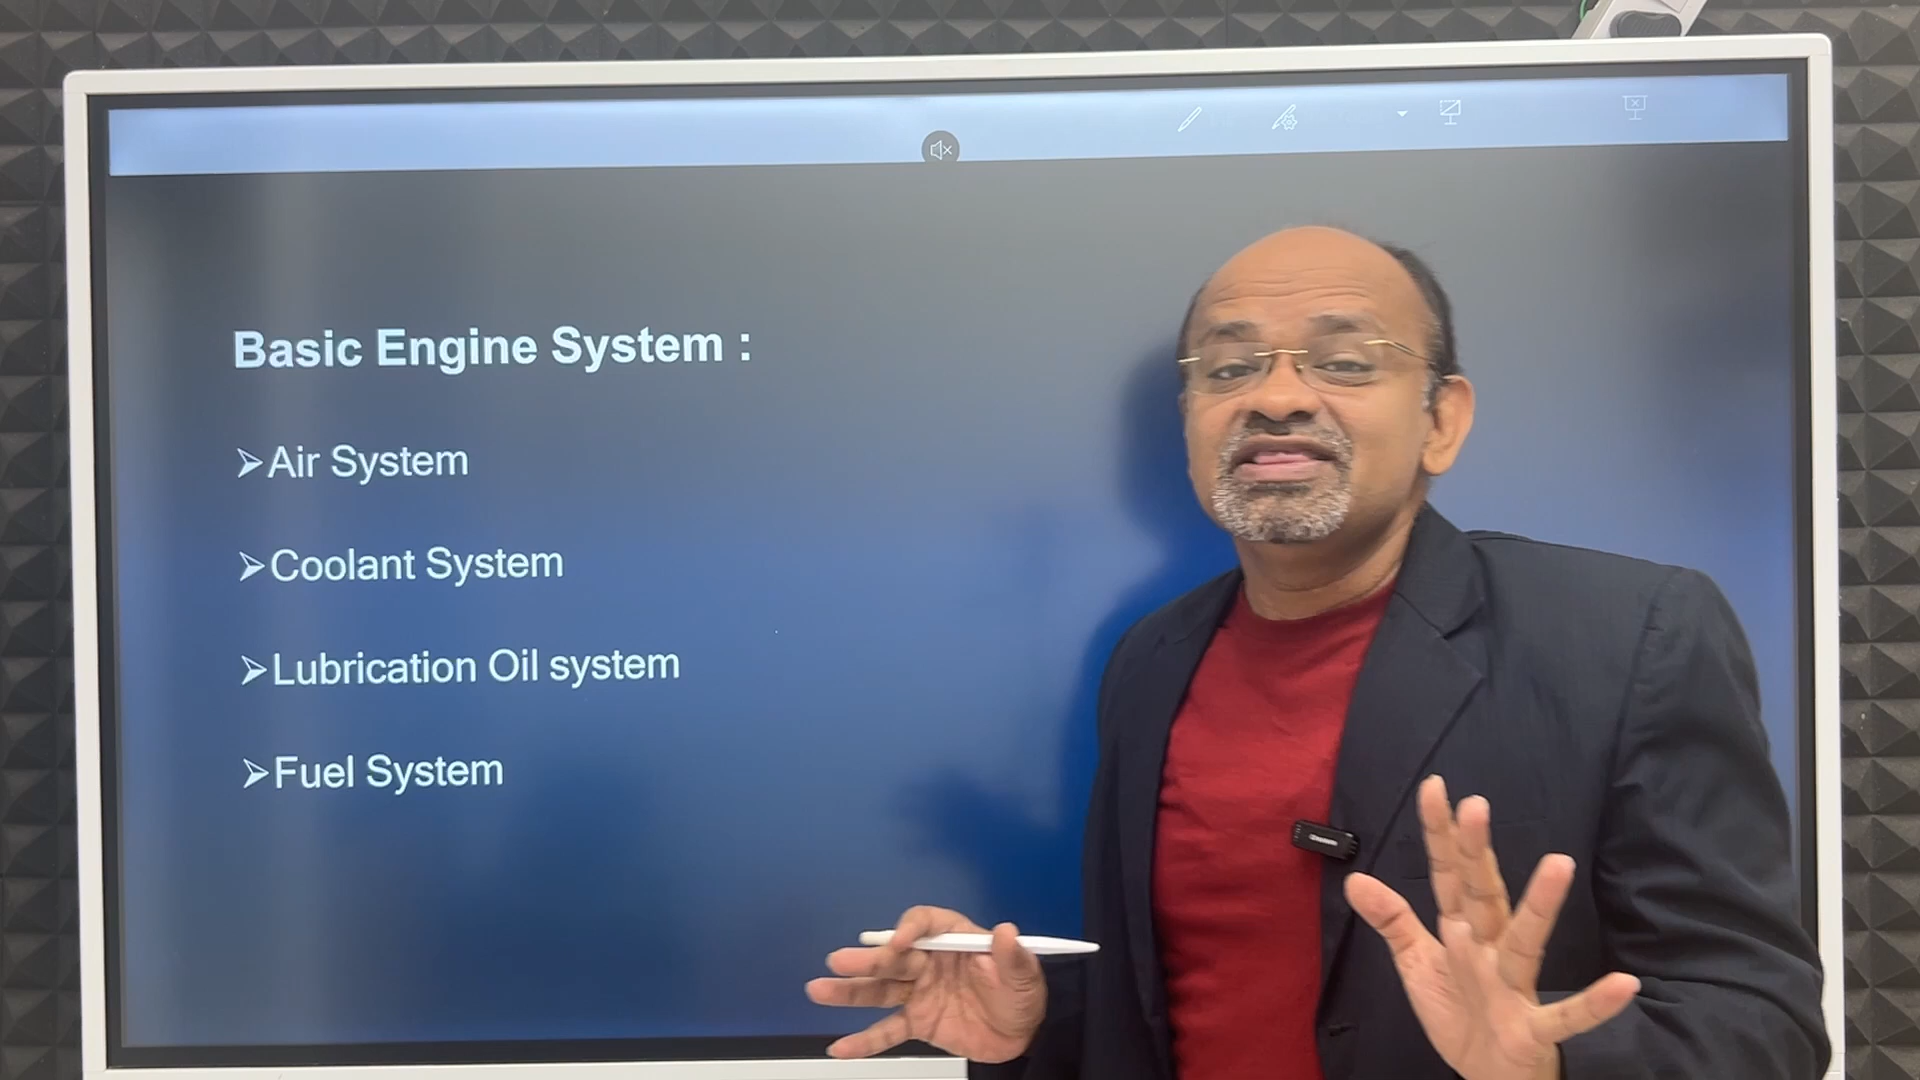 Basic Engine System :
➢Air System
➢Coolant System
➢Lubrication Oil system
➢Fuel System